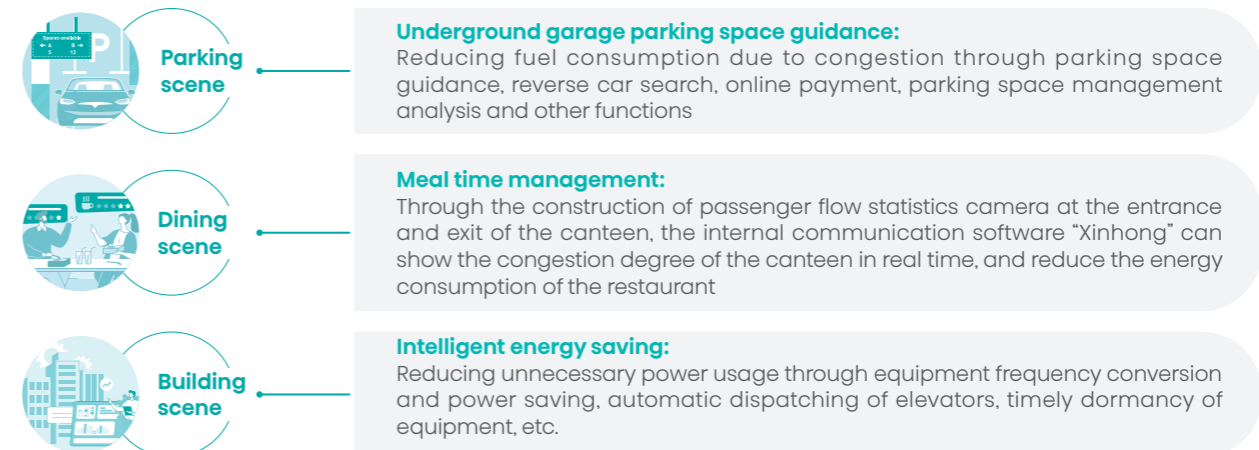 Spaces available
← A B →
5 12
P
Parking
scene
Underground garage parking space guidance:
Reducing fuel consumption due to congestion through parking space
guidance, reverse car search, online payment, parking space management
analysis and other functions
Dining
scene
Meal time management:
Through the construction of passenger flow statistics camera at the entrance
and exit of the canteen, the internal communication software “Xinhong” can
show the congestion degree of the canteen in real time, and reduce the energy
consumption of the restaurant
Building
scene
Intelligent energy saving:
Reducing unnecessary power usage through equipment frequency conversion
and power saving, automatic dispatching of elevators, timely dormancy of
equipment, etc.